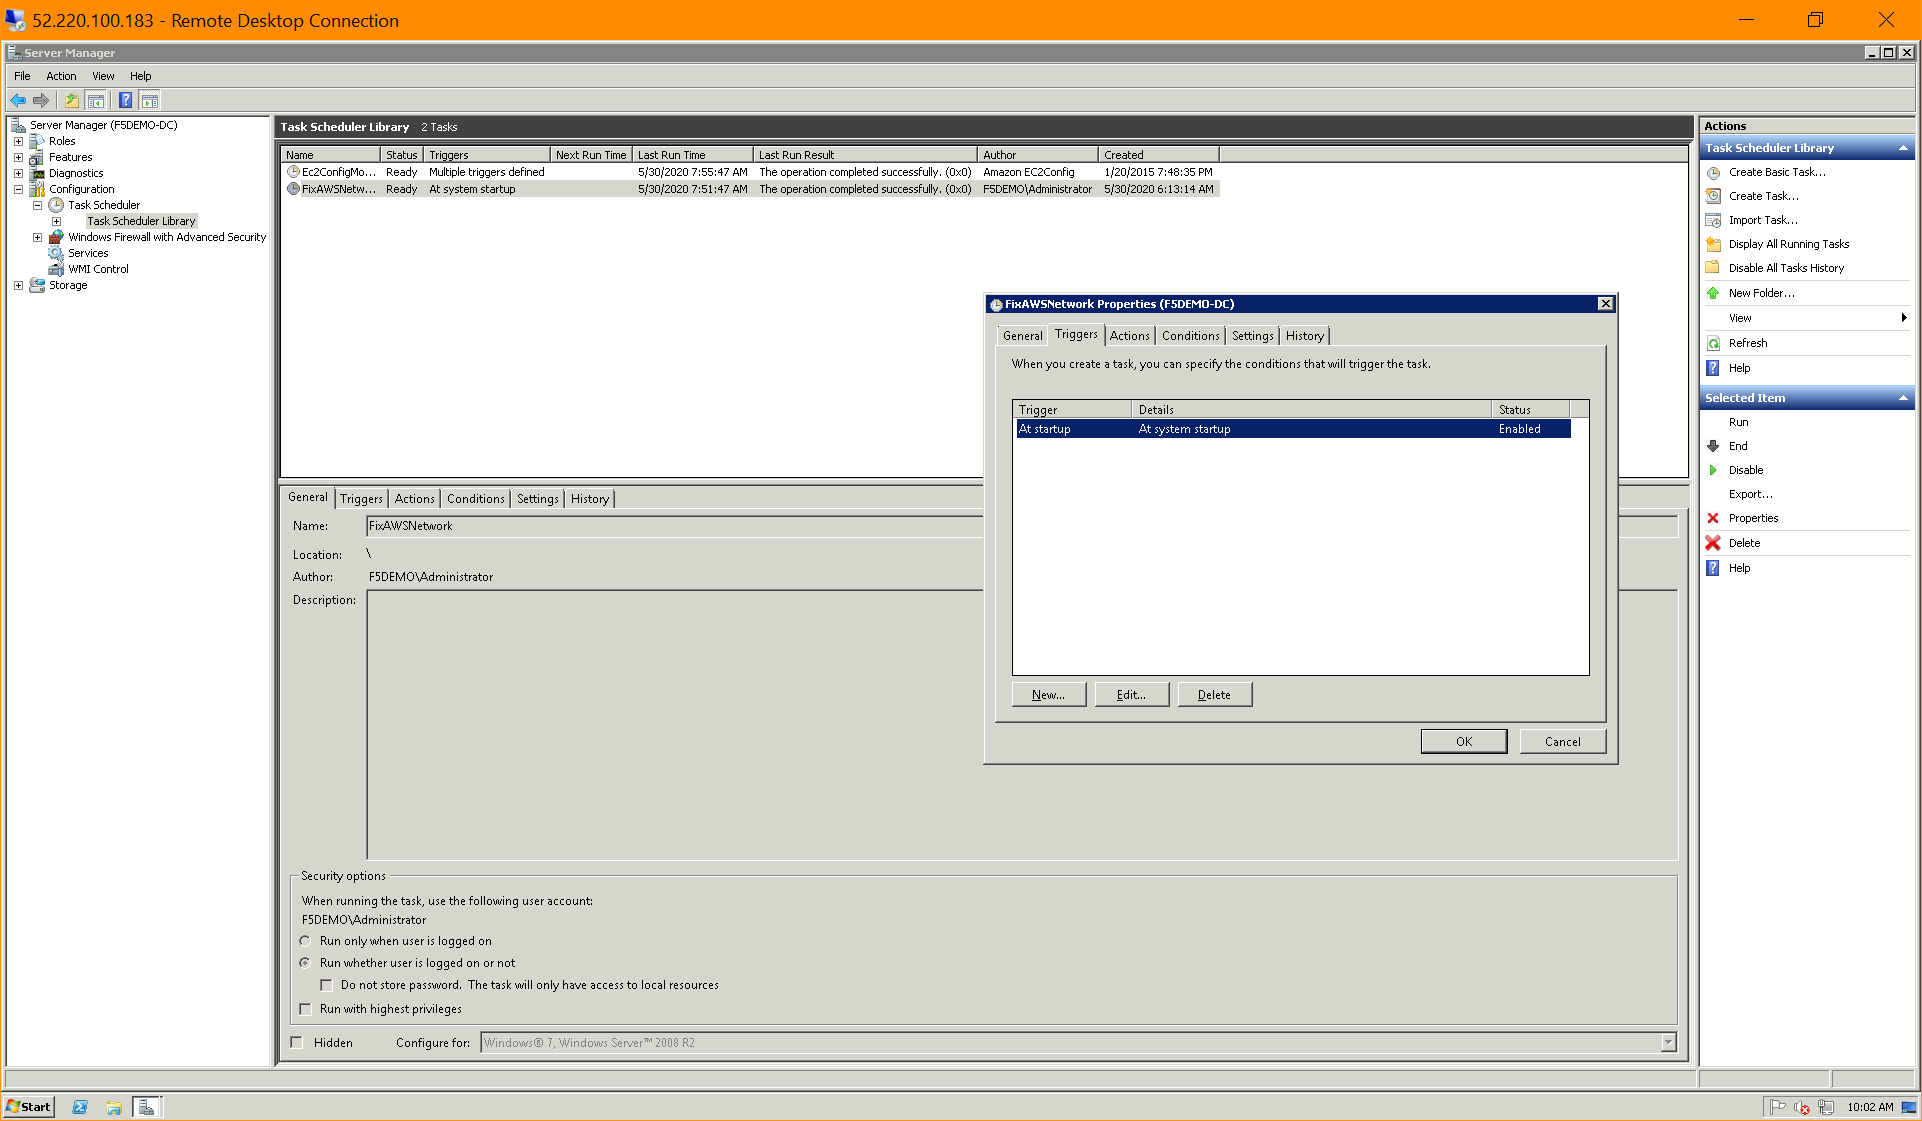 52.220.100.183 - Remote Desktop Connection
Server Manager
File Action View Help
Server Manager (F5DEMO-DC)
Roles
Features
Diagnostics
Configuration
Task Scheduler
Task Scheduler Library
Windows Firewall with Advanced Security
Services
WMI Control
Storage
Task Scheduler Library 2 Tasks
Name Status Triggers Next Run Time Last Run Time Last Run Result Author Created
Ec2ConfigMo... Ready Multiple triggers defined 5/30/2020 7:55:47 AM The operation completed successfully. (0x0) Amazon EC2Config 1/20/2015 7:48:35 PM
FixAWSNetw... Ready At system startup 5/30/2020 7:51:47 AM The operation completed successfully. (0x0) F5DEMO\Administrator 5/30/2020 6:13:14 AM
General Triggers Actions Conditions Settings History
Name: FixAWSNetwork
Location: \
Author: F5DEMO\Administrator
Description:
Security options
When running the task, use the following user account:
F5DEMO\Administrator
Run only when user is logged on
Run whether user is logged on or not
Do not store password. The task will only have access to local resources
Run with highest privileges
Hidden Configure for: Windows® 7, Windows Server™ 2008 R2
FixAWSNetwork Properties (F5DEMO-DC)
General Triggers Actions Conditions Settings History
When you create a task, you can specify the conditions that will trigger the task.
Trigger Details Status
At startup At system startup Enabled
New... Edit... Delete
OK Cancel
Actions
Task Scheduler Library
Create Basic Task...
Create Task...
Import Task...
Display All Running Tasks
Disable All Tasks History
New Folder...
View
Refresh
Help
Selected Item
Run
End
Disable
Export...
Properties
Delete
Help
Start 10:02 AM